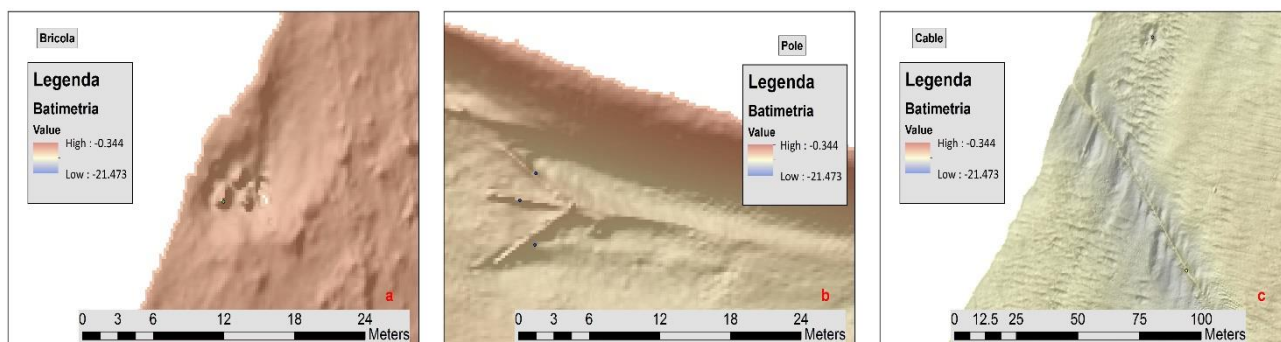 Bricola
Legenda
Batimetria
Value
High : -0.344
Low : -21.473
a
0 3 6 12 18 24
Meters
Pole
Legenda
Batimetria
Value
High : -0.344
Low : -21.473
b
0 3 6 12 18 24
Meters
Cable
Legenda
Batimetria
Value
High : -0.344
Low : -21.473
c
0 12.5 25 50 75 100
Meters